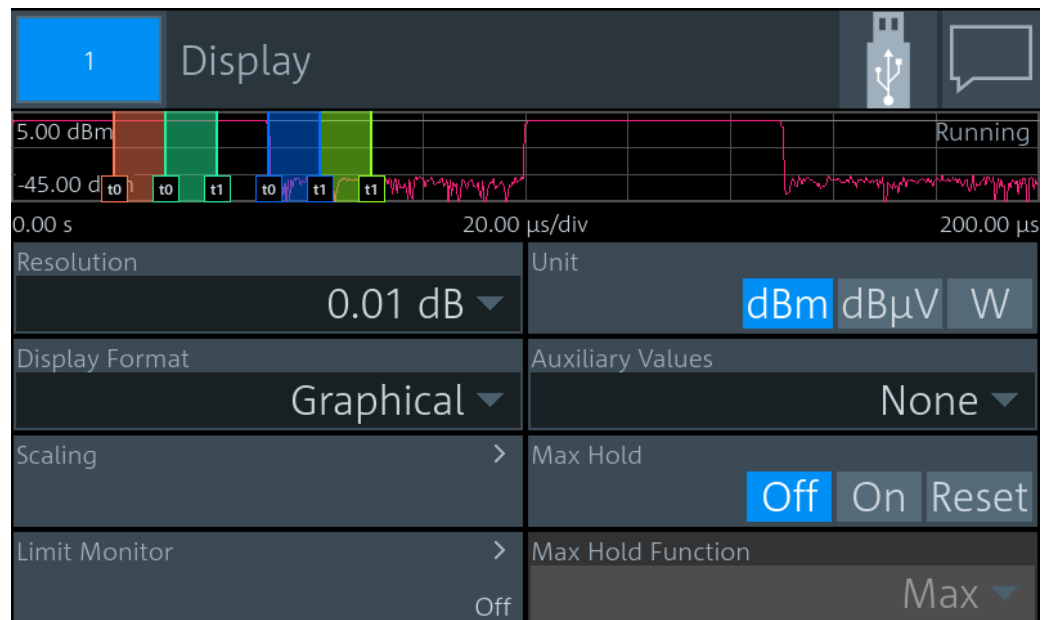 1
Display
5.00 dBm
Running
-45.00 d
t0 t0 t1 t0 t1 t1
0.00 s
20.00 µs/div
200.00 µs
Resolution
0.01 dB
Unit
dBm dBµV W
Display Format
Graphical
Auxiliary Values
None
Scaling
Max Hold
Off On Reset
Limit Monitor
Off
Max Hold Function
Max